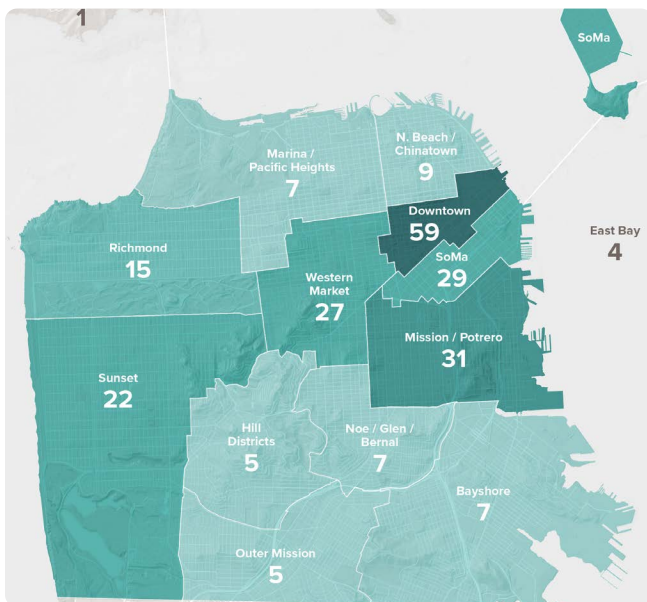 1
SoMa
N. Beach /
Chinatown
9
Marina /
Pacific Heights
7
Downtown
59
East Bay
4
Richmond
15
SoMa
29
Western
Market
27
Mission / Potrero
31
Sunset
22
Hill
Districts
5
Noe / Glen /
Bernal
7
Bayshore
7
Outer Mission
5